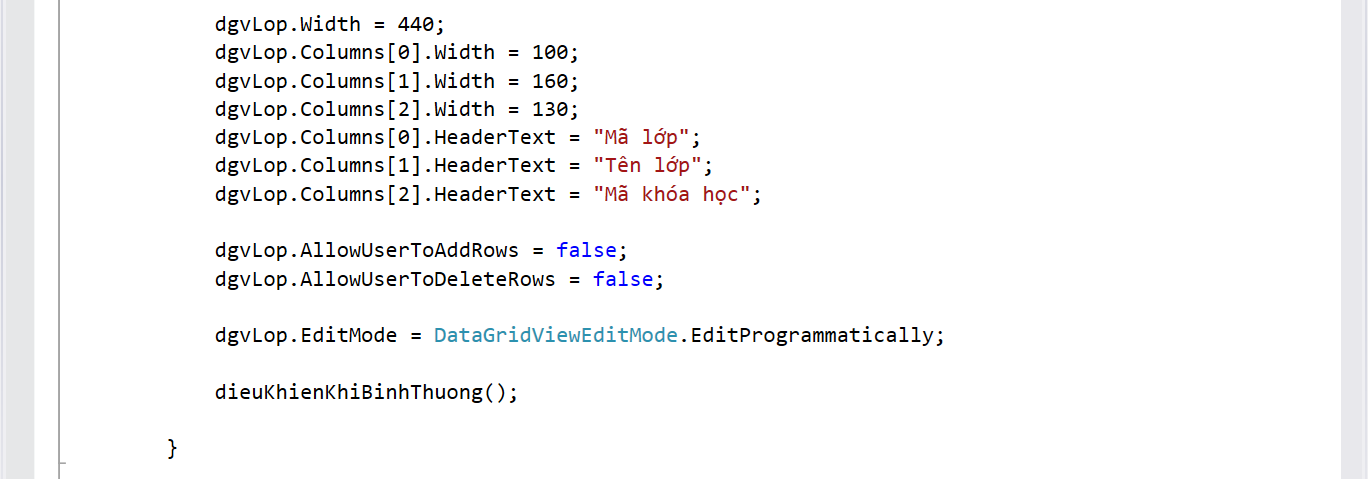 dgvLop.Width = 440;
dgvLop.Columns[0].Width = 100;
dgvLop.Columns[1].Width = 160;
dgvLop.Columns[2].Width = 130;
dgvLop.Columns[0].HeaderText = "Mã lớp";
dgvLop.Columns[1].HeaderText = "Tên lớp";
dgvLop.Columns[2].HeaderText = "Mã khóa học";
dgvLop.AllowUserToAddRows = false;
dgvLop.AllowUserToDeleteRows = false;
dgvLop.EditMode = DataGridViewEditMode.EditProgrammatically;
dieuKhienKhiBinhThuong();
}